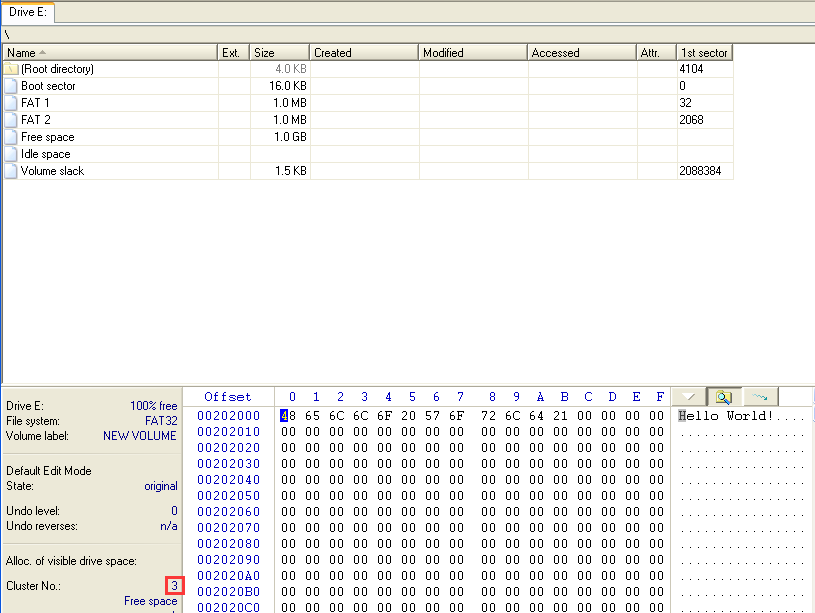 Drive E:
\
Name Ext. Size Created Modified Accessed Attr. 1st sector
(Root directory) 4.0 KB 4104
Boot sector 16.0 KB 0
FAT 1 1.0 MB 32
FAT 2 1.0 MB 2068
Free space 1.0 GB
Idle space
Volume slack 1.5 KB 2088384
Drive E: 100% free
File system: FAT32
Volume label: NEW VOLUME
Default Edit Mode
State: original
Undo level: 0
Undo reverses: n/a
Alloc. of visible drive space:
Cluster No.: 3
Free space
Offset 0 1 2 3 4 5 6 7 8 9 A B C D E F
00202000 48 65 6C 6C 6F 20 57 6F 72 6C 64 21 00 00 00 00 Hello World!....
00202010 00 00 00 00 00 00 00 00 00 00 00 00 00 00 00 00 ................
00202020 00 00 00 00 00 00 00 00 00 00 00 00 00 00 00 00 ................
00202030 00 00 00 00 00 00 00 00 00 00 00 00 00 00 00 00 ................
00202040 00 00 00 00 00 00 00 00 00 00 00 00 00 00 00 00 ................
00202050 00 00 00 00 00 00 00 00 00 00 00 00 00 00 00 00 ................
00202060 00 00 00 00 00 00 00 00 00 00 00 00 00 00 00 00 ................
00202070 00 00 00 00 00 00 00 00 00 00 00 00 00 00 00 00 ................
00202080 00 00 00 00 00 00 00 00 00 00 00 00 00 00 00 00 ................
00202090 00 00 00 00 00 00 00 00 00 00 00 00 00 00 00 00 ................
002020A0 00 00 00 00 00 00 00 00 00 00 00 00 00 00 00 00 ................
002020B0 00 00 00 00 00 00 00 00 00 00 00 00 00 00 00 00 ................
002020C0 00 00 00 00 00 00 00 00 00 00 00 00 00 00 00 00 ................